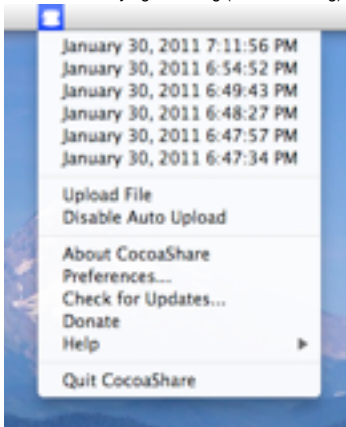 January 30, 2011 7:11:56 PM
January 30, 2011 6:54:52 PM
January 30, 2011 6:49:43 PM
January 30, 2011 6:48:27 PM
January 30, 2011 6:47:57 PM
January 30, 2011 6:47:34 PM
Upload File
Disable Auto Upload
About CocoaShare
Preferences...
Check for Updates...
Donate
Help
Quit CocoaShare